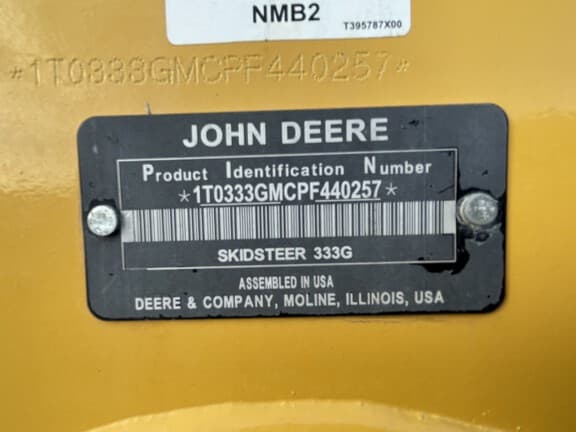 NMB2
T395787X00
*1T0333GMCPF440257*
JOHN DEERE
Product Identification Number
*1T0333GMCPF440257*
SKIDSTEER 333G
ASSEMBLED IN USA
DEERE & COMPANY, MOLINE, ILLINOIS, USA